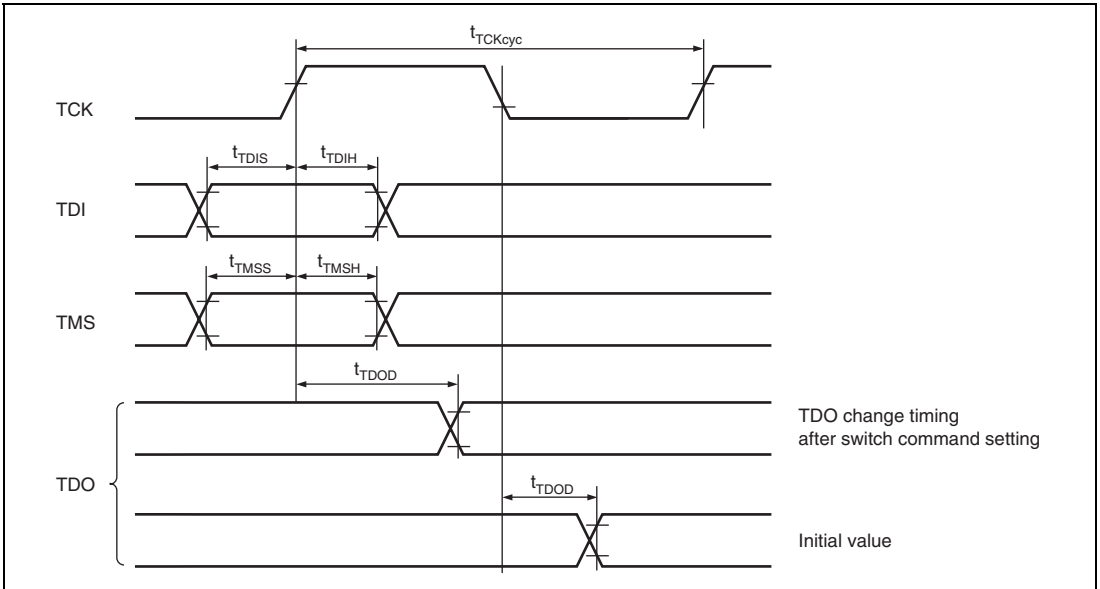 tTCKcyc
TCK
tTDIS
tTDIH
TDI
tTMSS
tTMSH
TMS
tTDOD
TDO change timing
after switch command setting
TDO
tTDOD
Initial value